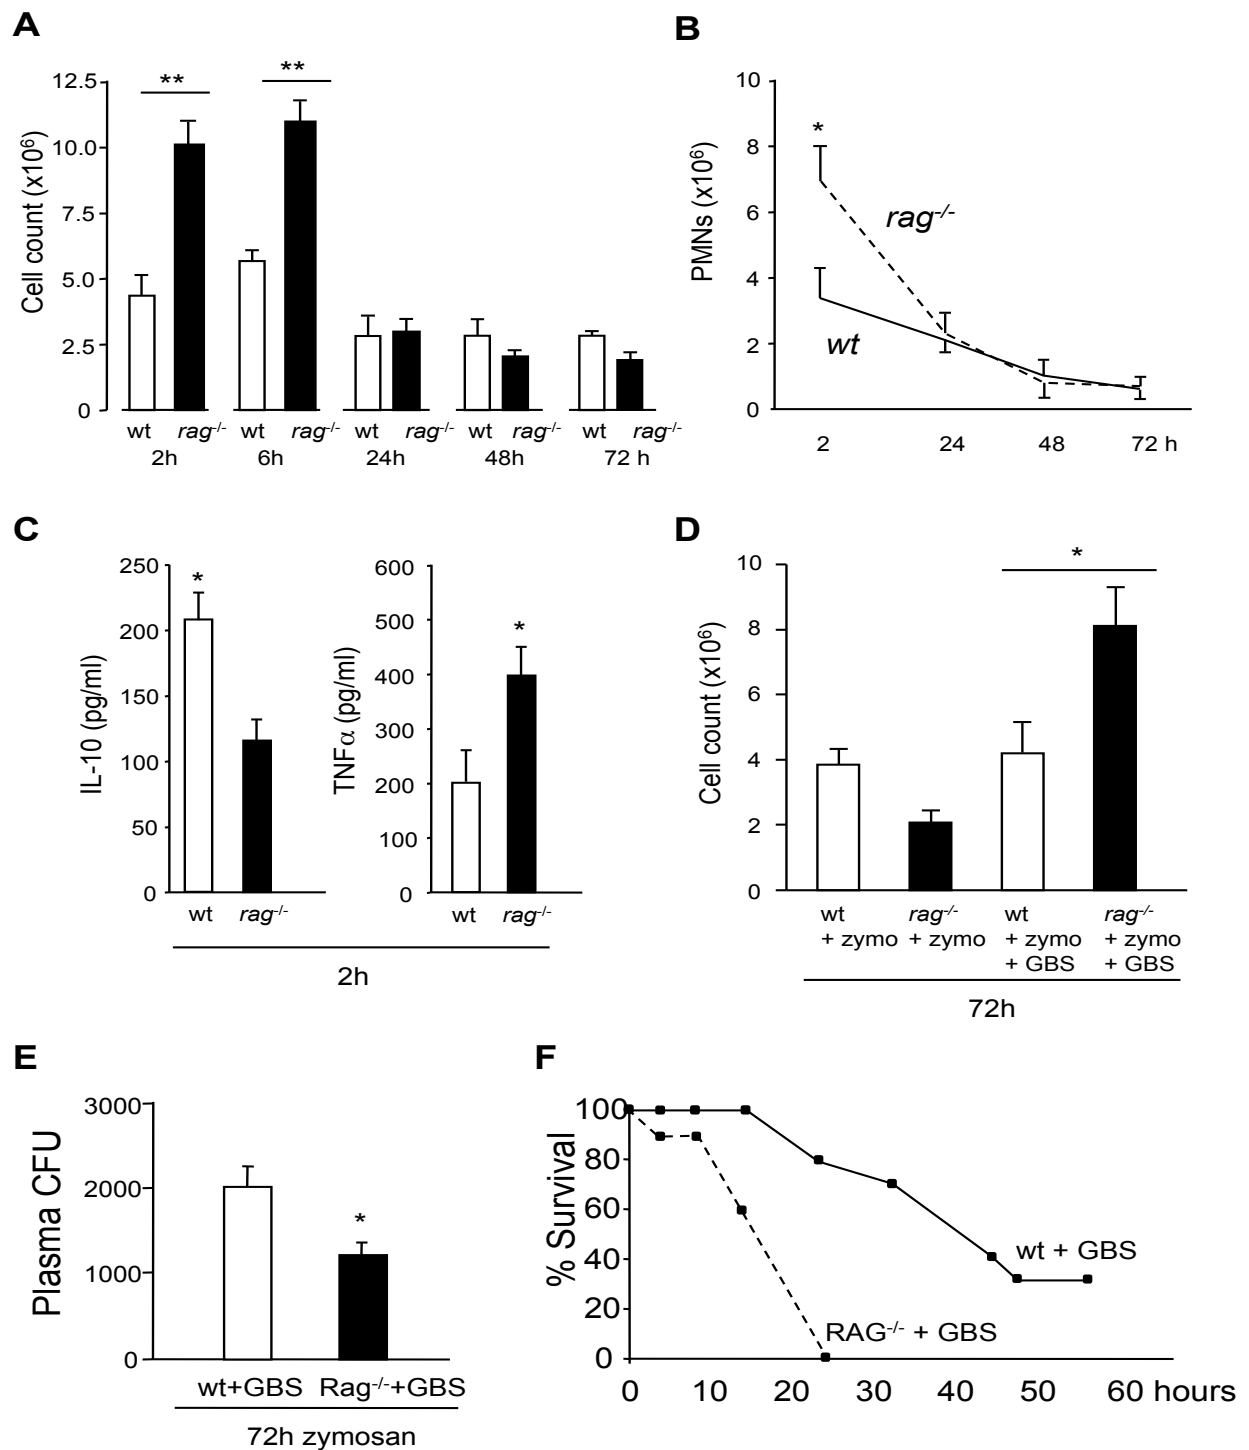 A
Cell count (x10⁶)
12.5
10.0
7.5
5.0
2.5
0
** **
wt rag⁻/⁻ wt rag⁻/⁻ wt rag⁻/⁻ wt rag⁻/⁻ wt rag⁻/⁻
2h 6h 24h 48h 72 h
B
PMNs (x10⁶)
10
8
6
4
2
0
*
rag⁻/⁻
wt
2 24 48 72 h
C
IL-10 (pg/ml)
250
200
150
100
50
0
*
wt rag⁻/⁻
TNFα (pg/ml)
600
500
400
300
200
100
0
*
wt rag⁻/⁻
2h
D
Cell count (x10⁶)
10
8
6
4
2
0
*
wt rag⁻/⁻ wt rag⁻/⁻
+ zymo + zymo + zymo + zymo
+ GBS + GBS
72h
E
Plasma CFU
3000
2000
1000
0
*
wt+GBS Rag⁻/⁻+GBS
72h zymosan
F
% Survival
100
80
60
40
20
0
wt + GBS
RAG⁻/⁻ + GBS
0 10 20 30 40 50 60 hours